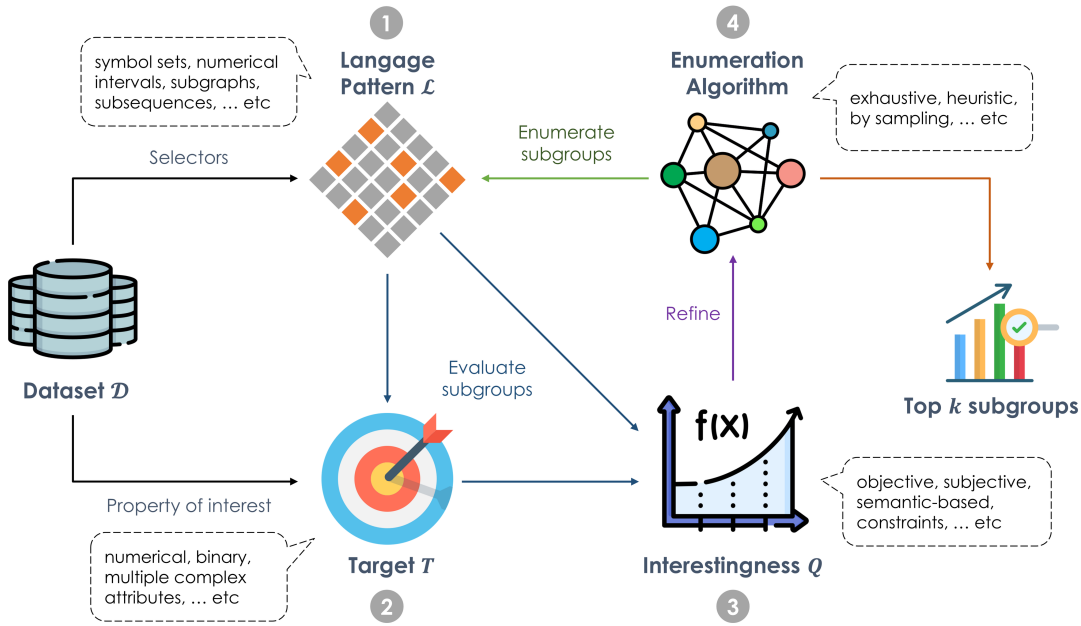 1
Langage
Pattern ℒ
symbol sets, numerical
intervals, subgraphs,
subsequences, … etc
Selectors
4
Enumeration
Algorithm
exhaustive, heuristic,
by sampling, … etc
Enumerate
subgroups
Dataset 𝒟
Refine
Evaluate
subgroups
Top k subgroups
f(X)
Property of interest
numerical, binary,
multiple complex
attributes, … etc
Target T
2
objective, subjective,
semantic-based,
constraints, … etc
Interestingness Q
3